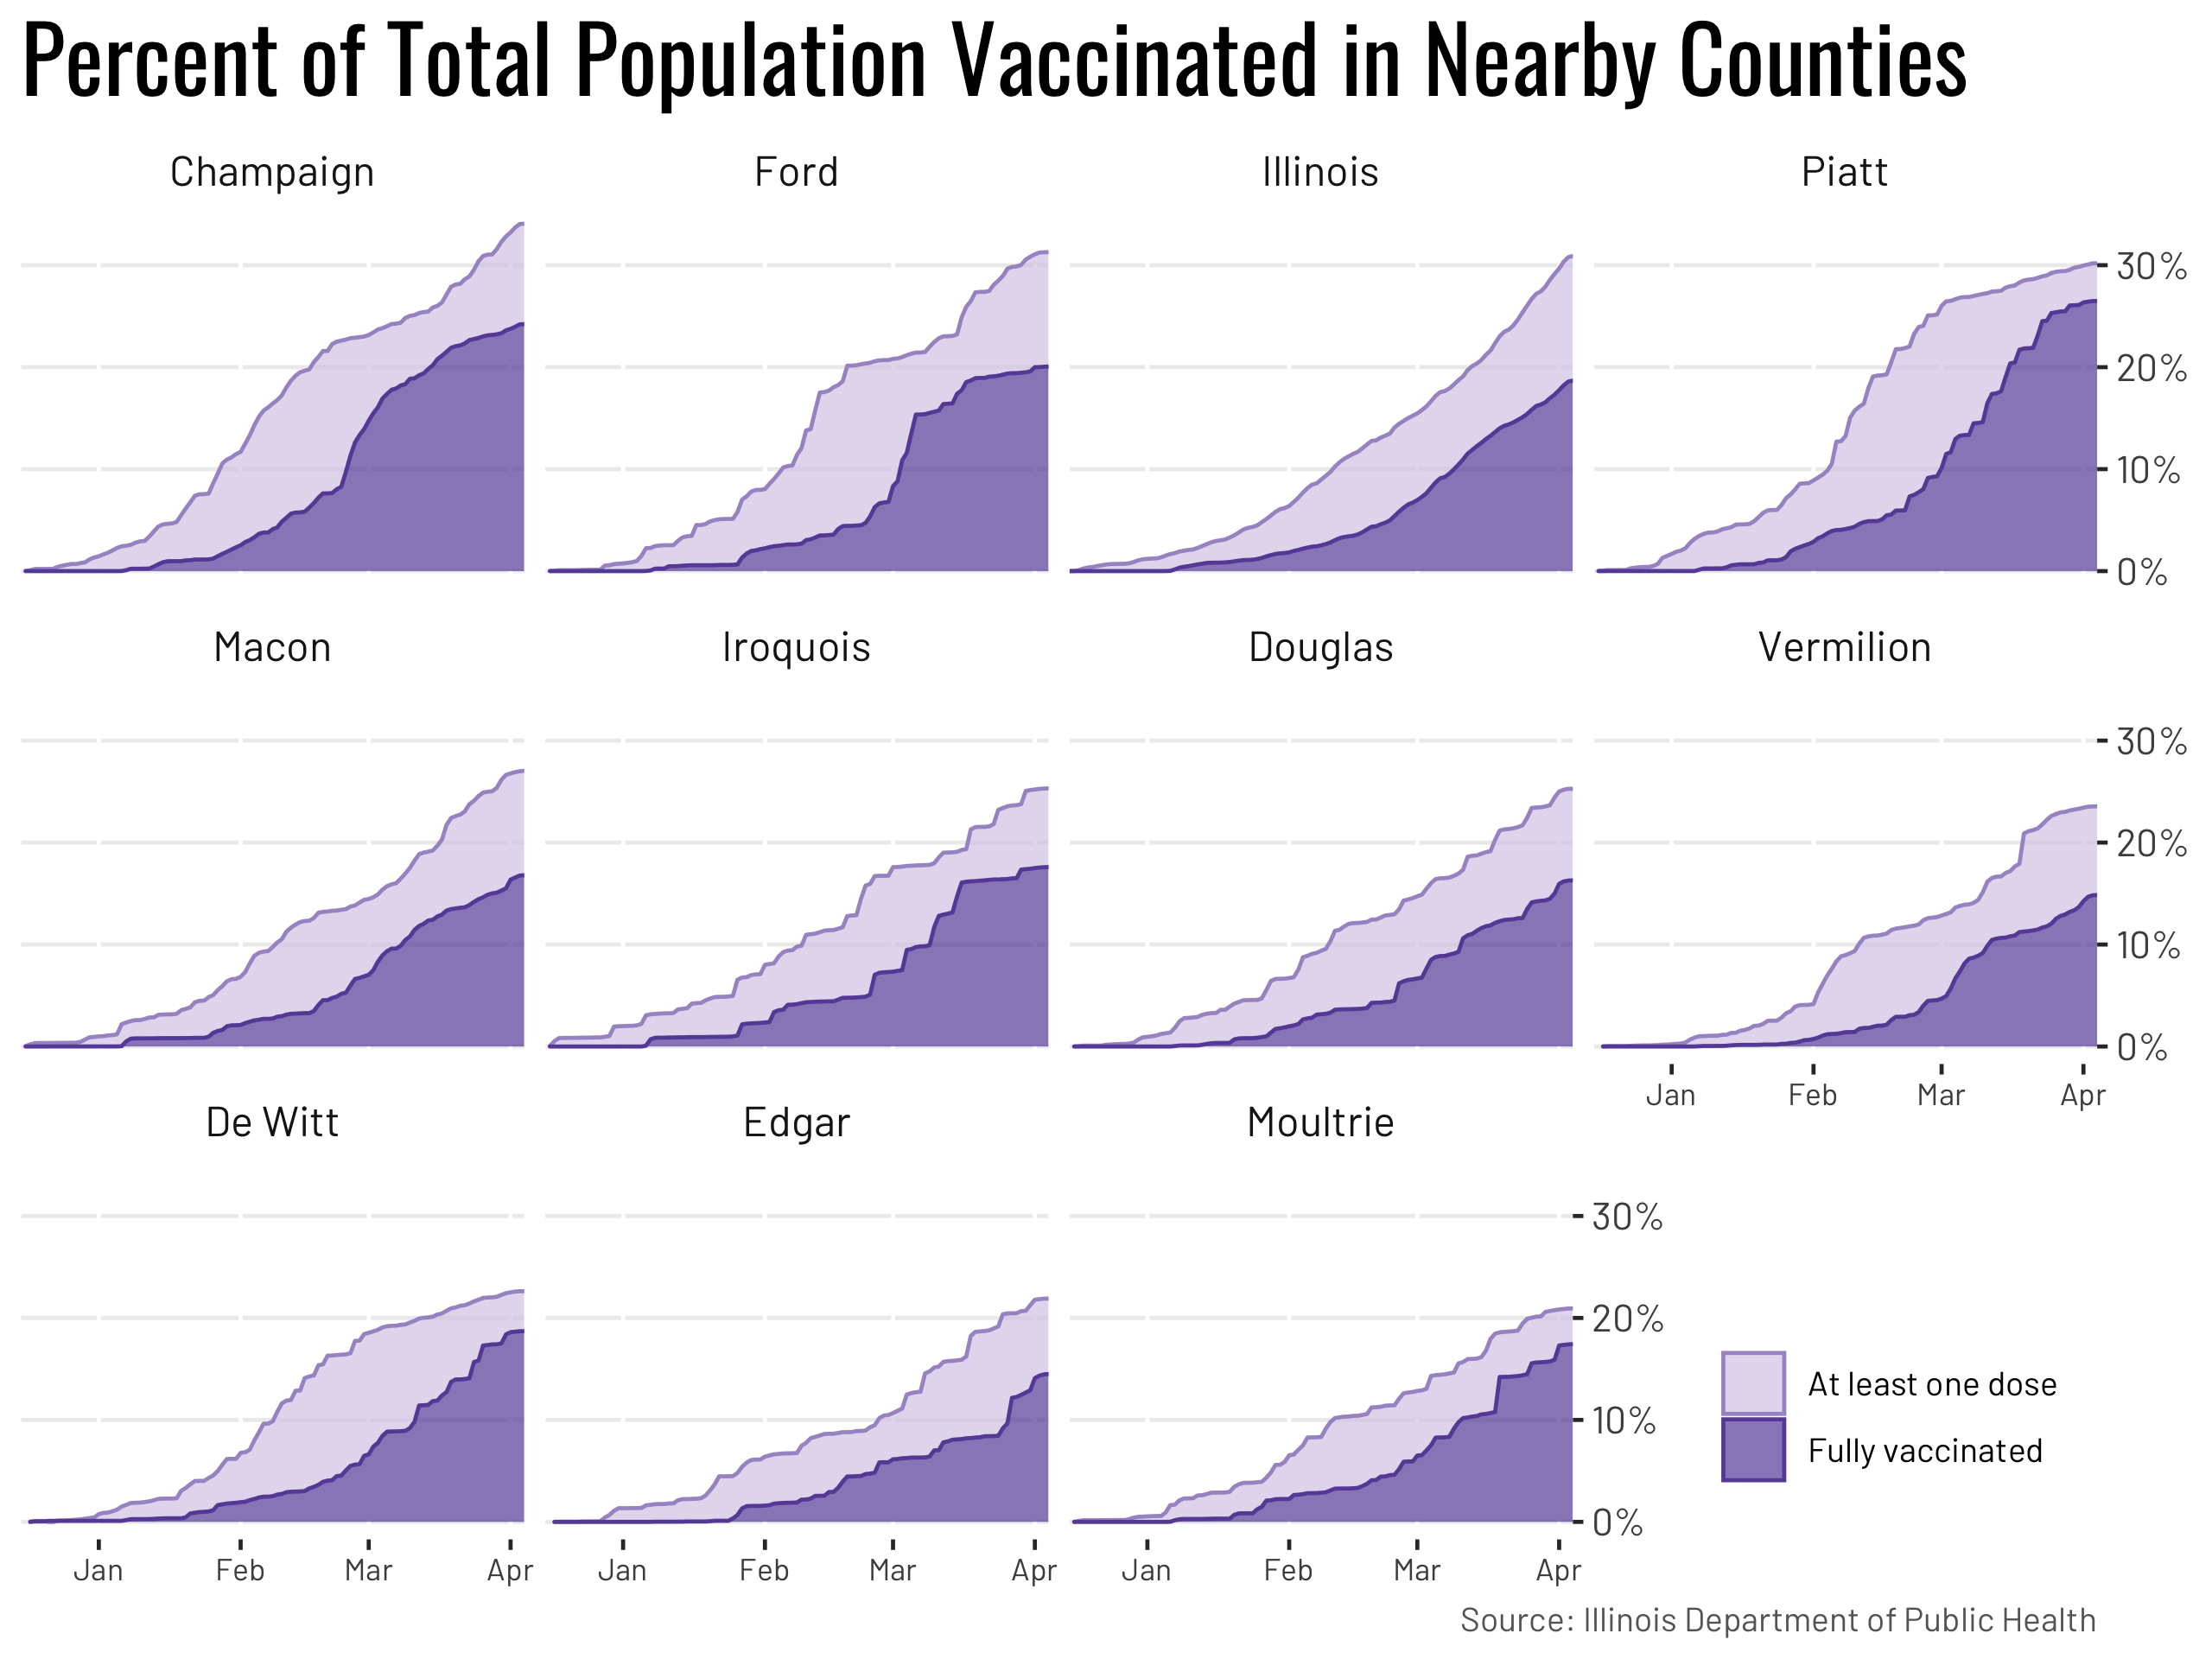 Percent of Total Population Vaccinated in Nearby Counties
Champaign
Ford
Illinois
Piatt
30%
20%
10%
0%
Macon
Iroquois
Douglas
Vermilion
30%
20%
10%
0%
Jan Feb Mar Apr
De Witt
Edgar
Moultrie
30%
20%
10%
0%
Jan Feb Mar Apr
Jan Feb Mar Apr
Jan Feb Mar Apr
At least one dose
Fully vaccinated
Source: Illinois Department of Public Health